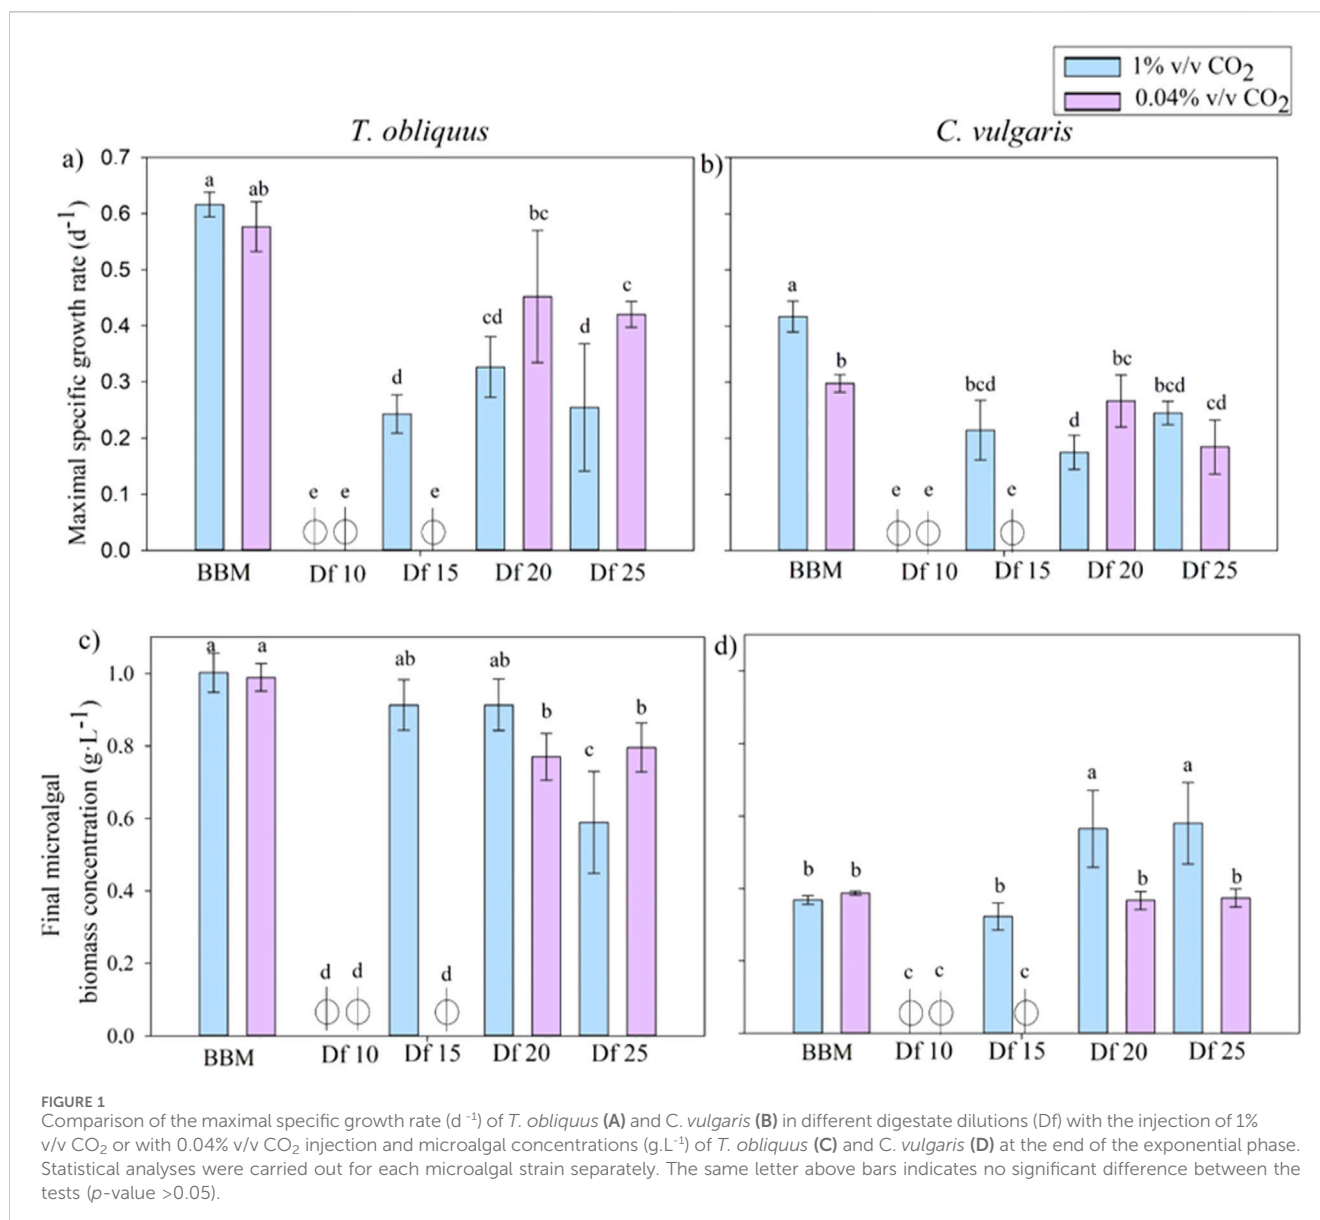 1% v/v CO2
0.04% v/v CO2
T. obliquus
C. vulgaris
a)
b)
Maximal specific growth rate (d-1)
0.7
0.6
0.5
0.4
0.3
0.2
0.1
0.0
a
ab
e
e
d
e
cd
bc
d
c
a
b
e
e
bcd
e
d
bc
bcd
cd
BBM
Df 10
Df 15
Df 20
Df 25
BBM
Df 10
Df 15
Df 20
Df 25
c)
d)
Final microalgal
biomass concentration (g·L-1)
1.0
0.8
0.6
0.4
0.2
0.0
a
a
d
d
ab
d
ab
b
c
b
b
b
c
c
b
c
a
b
a
b
BBM
Df 10
Df 15
Df 20
Df 25
BBM
Df 10
Df 15
Df 20
Df 25
FIGURE 1
Comparison of the maximal specific growth rate (d -1) of T. obliquus (A) and C. vulgaris (B) in different digestate dilutions (Df) with the injection of 1%
v/v CO2 or with 0.04% v/v CO2 injection and microalgal concentrations (g.L-1) of T. obliquus (C) and C. vulgaris (D) at the end of the exponential phase.
Statistical analyses were carried out for each microalgal strain separately. The same letter above bars indicates no significant difference between the
tests (p-value >0.05).